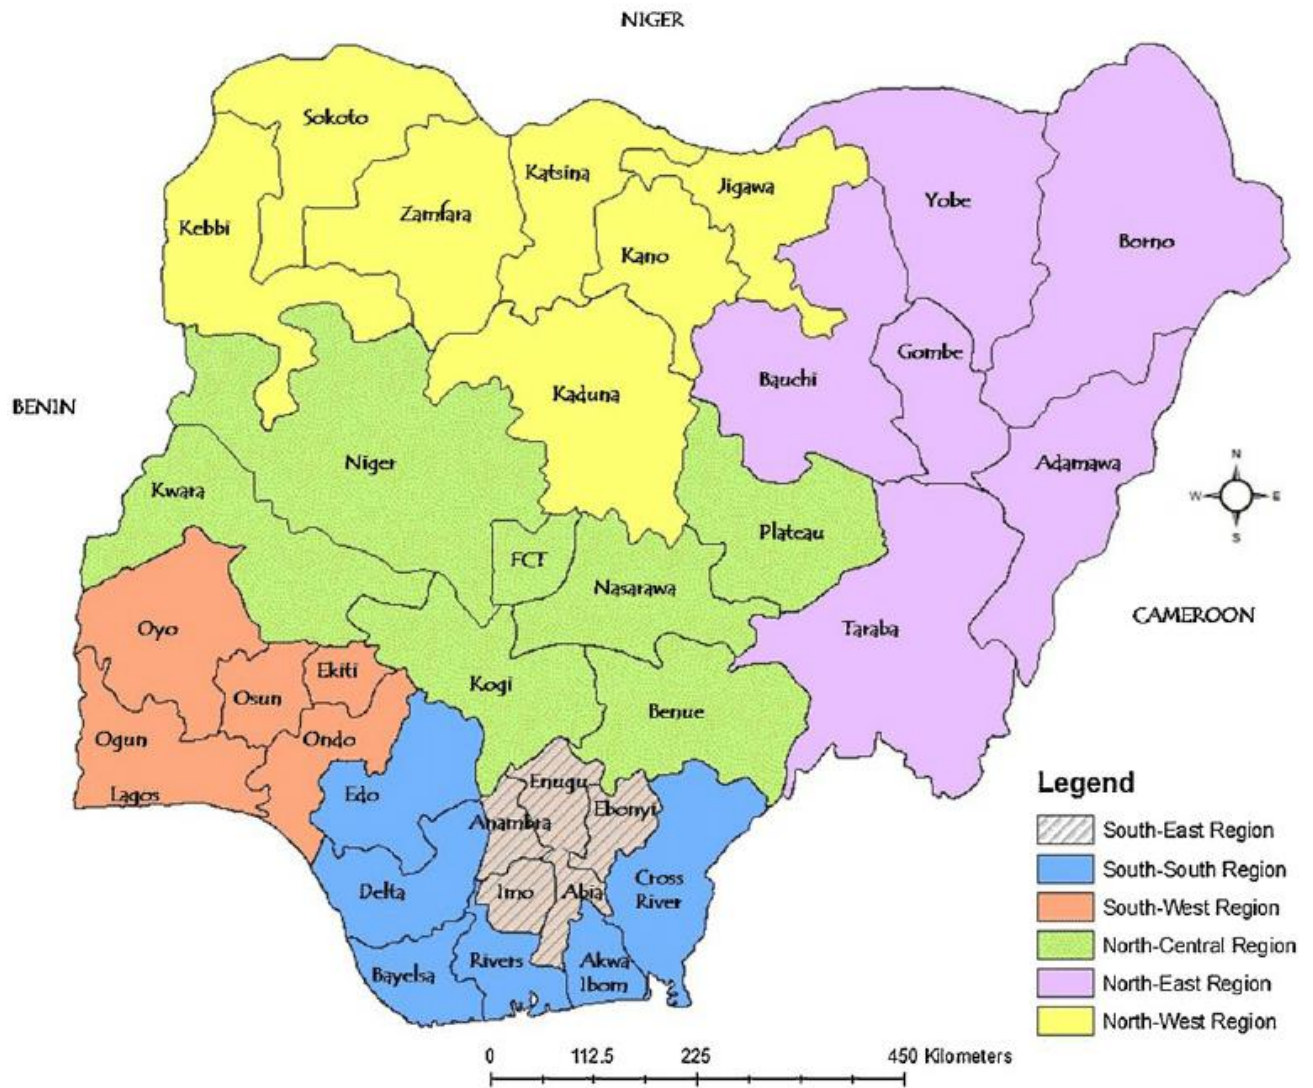 NIGER
Sokoto
Katsina
Jigawa
Yobe
Zamfara
Kebbi
Borno
Kano
Gombe
Bauchi
Kaduna
BENIN
Niger
Adamawa
N
Kwara
W E
S
Plateau
FCT
Nasarawa
CAMEROON
Oyo
Taraba
Ekiti
Kogi
Osun
Benue
Ogun
Ondo
Lagos
Edo
Enugu
Ebonyi
Anambra
Delta
Imo
Abia
Cross
River
Bayelsa
Rivers
Akwa-
Ibom
Legend
South-East Region
South-South Region
South-West Region
North-Central Region
North-East Region
North-West Region
0 112.5 225 450 Kilometers